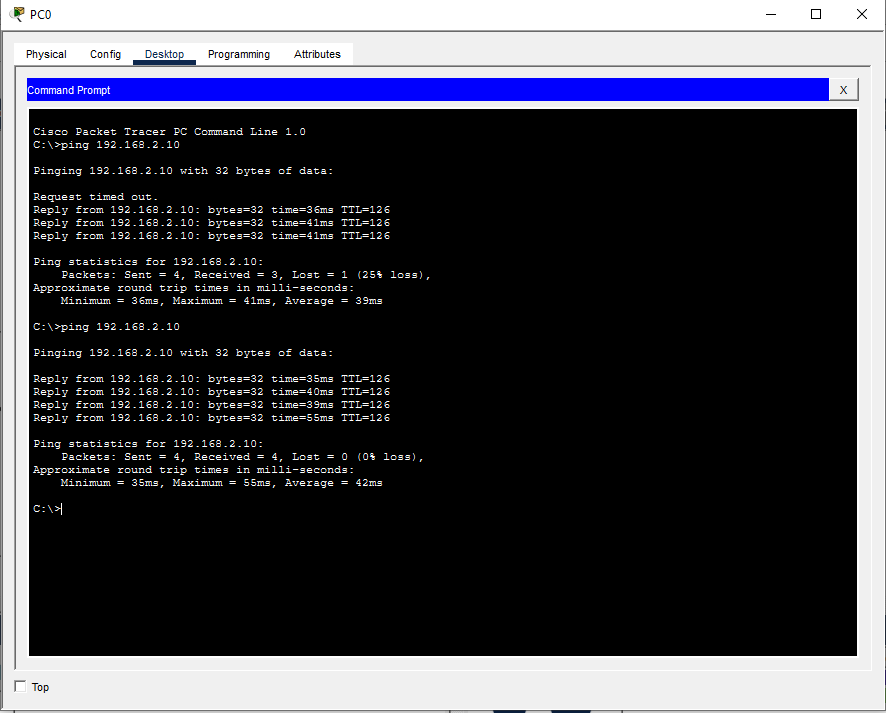 PC0
Physical Config Desktop Programming Attributes
Command Prompt
X
Cisco Packet Tracer PC Command Line 1.0
C:\>ping 192.168.2.10
Pinging 192.168.2.10 with 32 bytes of data:
Request timed out.
Reply from 192.168.2.10: bytes=32 time=36ms TTL=126
Reply from 192.168.2.10: bytes=32 time=41ms TTL=126
Reply from 192.168.2.10: bytes=32 time=41ms TTL=126
Ping statistics for 192.168.2.10:
    Packets: Sent = 4, Received = 3, Lost = 1 (25% loss),
Approximate round trip times in milli-seconds:
    Minimum = 36ms, Maximum = 41ms, Average = 39ms
C:\>ping 192.168.2.10
Pinging 192.168.2.10 with 32 bytes of data:
Reply from 192.168.2.10: bytes=32 time=35ms TTL=126
Reply from 192.168.2.10: bytes=32 time=40ms TTL=126
Reply from 192.168.2.10: bytes=32 time=39ms TTL=126
Reply from 192.168.2.10: bytes=32 time=55ms TTL=126
Ping statistics for 192.168.2.10:
    Packets: Sent = 4, Received = 4, Lost = 0 (0% loss),
Approximate round trip times in milli-seconds:
    Minimum = 35ms, Maximum = 55ms, Average = 42ms
C:\>
Top